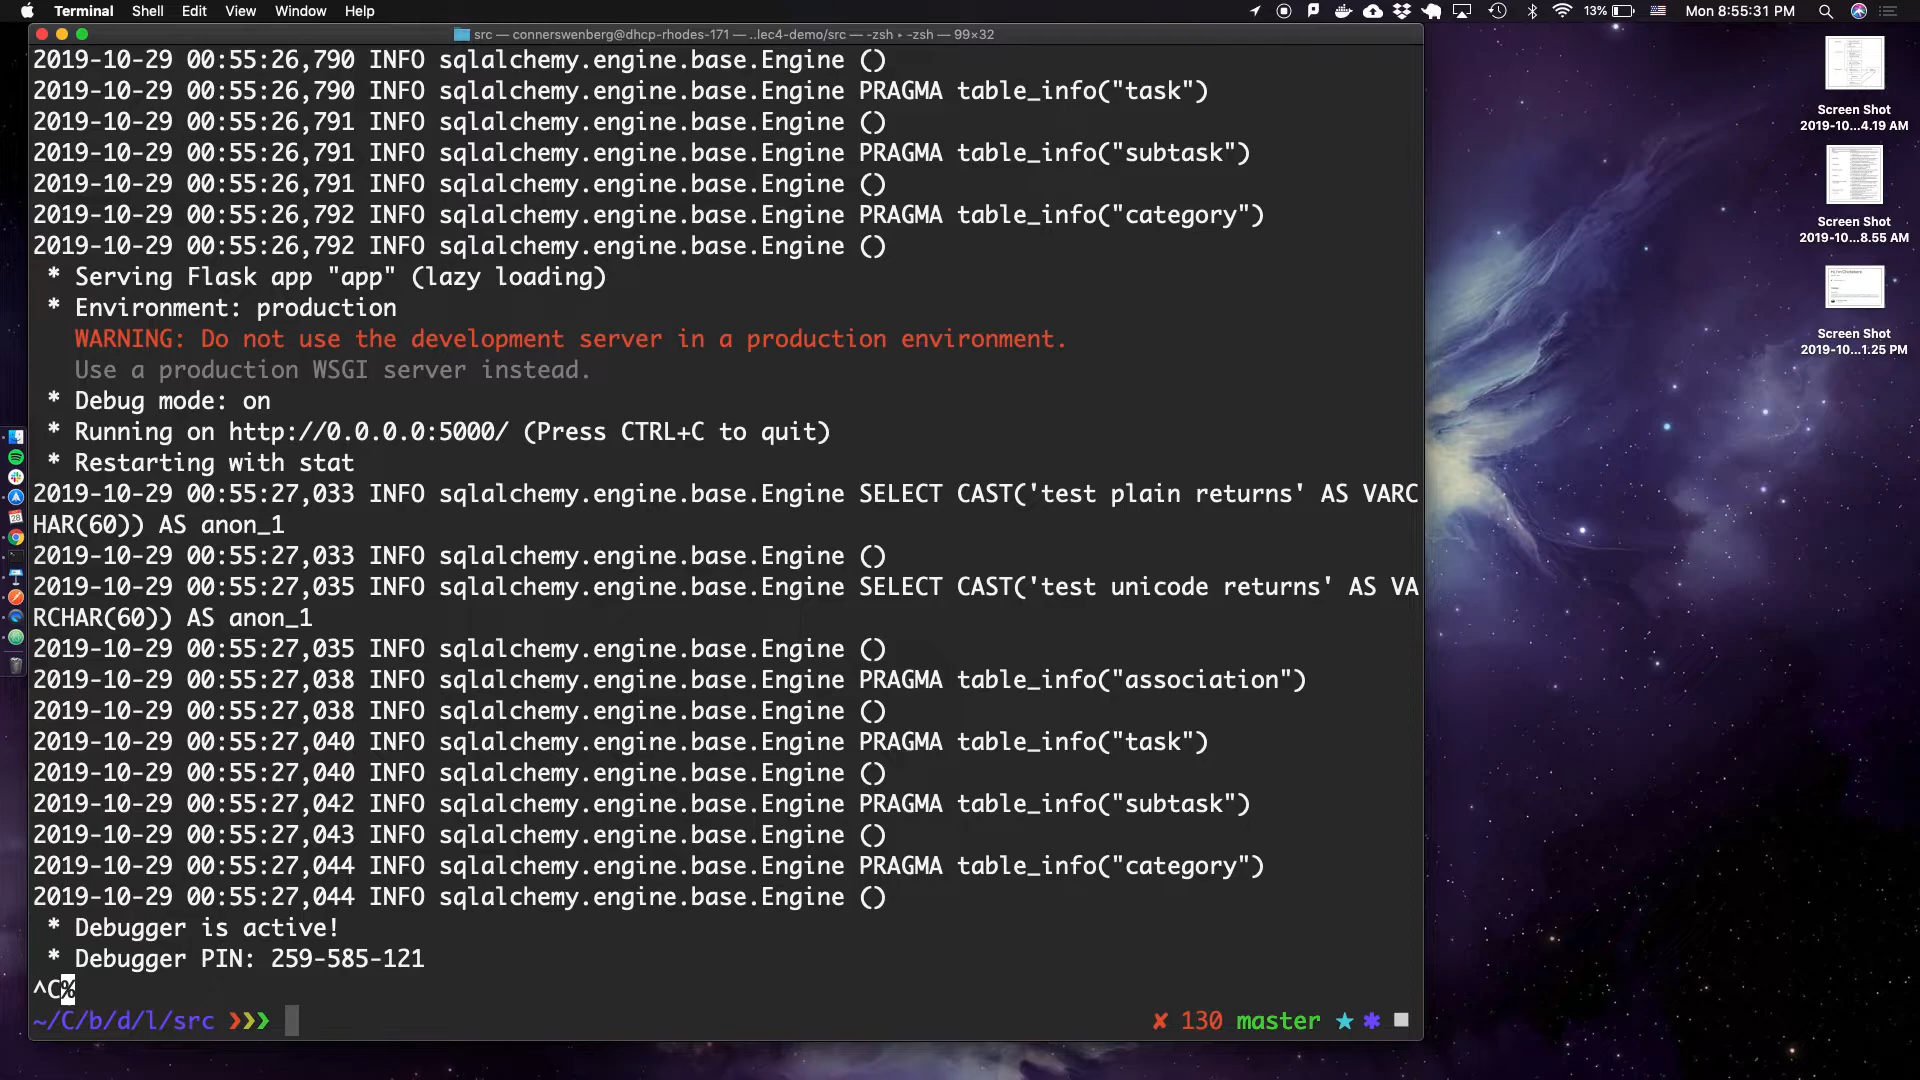 Terminal Shell Edit View Window Help 13% Mon 8:55:31 PM
src — connerswenberg@dhcp-rhodes-171 — ..lec4-demo/src — -zsh ▸ -zsh — 99×32
2019-10-29 00:55:26,790 INFO sqlalchemy.engine.base.Engine ()
2019-10-29 00:55:26,790 INFO sqlalchemy.engine.base.Engine PRAGMA table_info("task")
2019-10-29 00:55:26,791 INFO sqlalchemy.engine.base.Engine ()
2019-10-29 00:55:26,791 INFO sqlalchemy.engine.base.Engine PRAGMA table_info("subtask")
2019-10-29 00:55:26,791 INFO sqlalchemy.engine.base.Engine ()
2019-10-29 00:55:26,792 INFO sqlalchemy.engine.base.Engine PRAGMA table_info("category")
2019-10-29 00:55:26,792 INFO sqlalchemy.engine.base.Engine ()
* Serving Flask app "app" (lazy loading)
* Environment: production
WARNING: Do not use the development server in a production environment.
Use a production WSGI server instead.
* Debug mode: on
* Running on http://0.0.0.0:5000/ (Press CTRL+C to quit)
* Restarting with stat
2019-10-29 00:55:27,033 INFO sqlalchemy.engine.base.Engine SELECT CAST('test plain returns' AS VARC
HAR(60)) AS anon_1
2019-10-29 00:55:27,033 INFO sqlalchemy.engine.base.Engine ()
2019-10-29 00:55:27,035 INFO sqlalchemy.engine.base.Engine SELECT CAST('test unicode returns' AS VA
RCHAR(60)) AS anon_1
2019-10-29 00:55:27,035 INFO sqlalchemy.engine.base.Engine ()
2019-10-29 00:55:27,038 INFO sqlalchemy.engine.base.Engine PRAGMA table_info("association")
2019-10-29 00:55:27,038 INFO sqlalchemy.engine.base.Engine ()
2019-10-29 00:55:27,040 INFO sqlalchemy.engine.base.Engine PRAGMA table_info("task")
2019-10-29 00:55:27,040 INFO sqlalchemy.engine.base.Engine ()
2019-10-29 00:55:27,042 INFO sqlalchemy.engine.base.Engine PRAGMA table_info("subtask")
2019-10-29 00:55:27,043 INFO sqlalchemy.engine.base.Engine ()
2019-10-29 00:55:27,044 INFO sqlalchemy.engine.base.Engine PRAGMA table_info("category")
2019-10-29 00:55:27,044 INFO sqlalchemy.engine.base.Engine ()
* Debugger is active!
* Debugger PIN: 259-585-121
^C%
~/C/b/d/l/src ❯❯❯ ✘ 130 master ★ ✱ ◼
Screen Shot
2019-10...4.19 AM
Screen Shot
2019-10...8.55 AM
Screen Shot
2019-10...1.25 PM